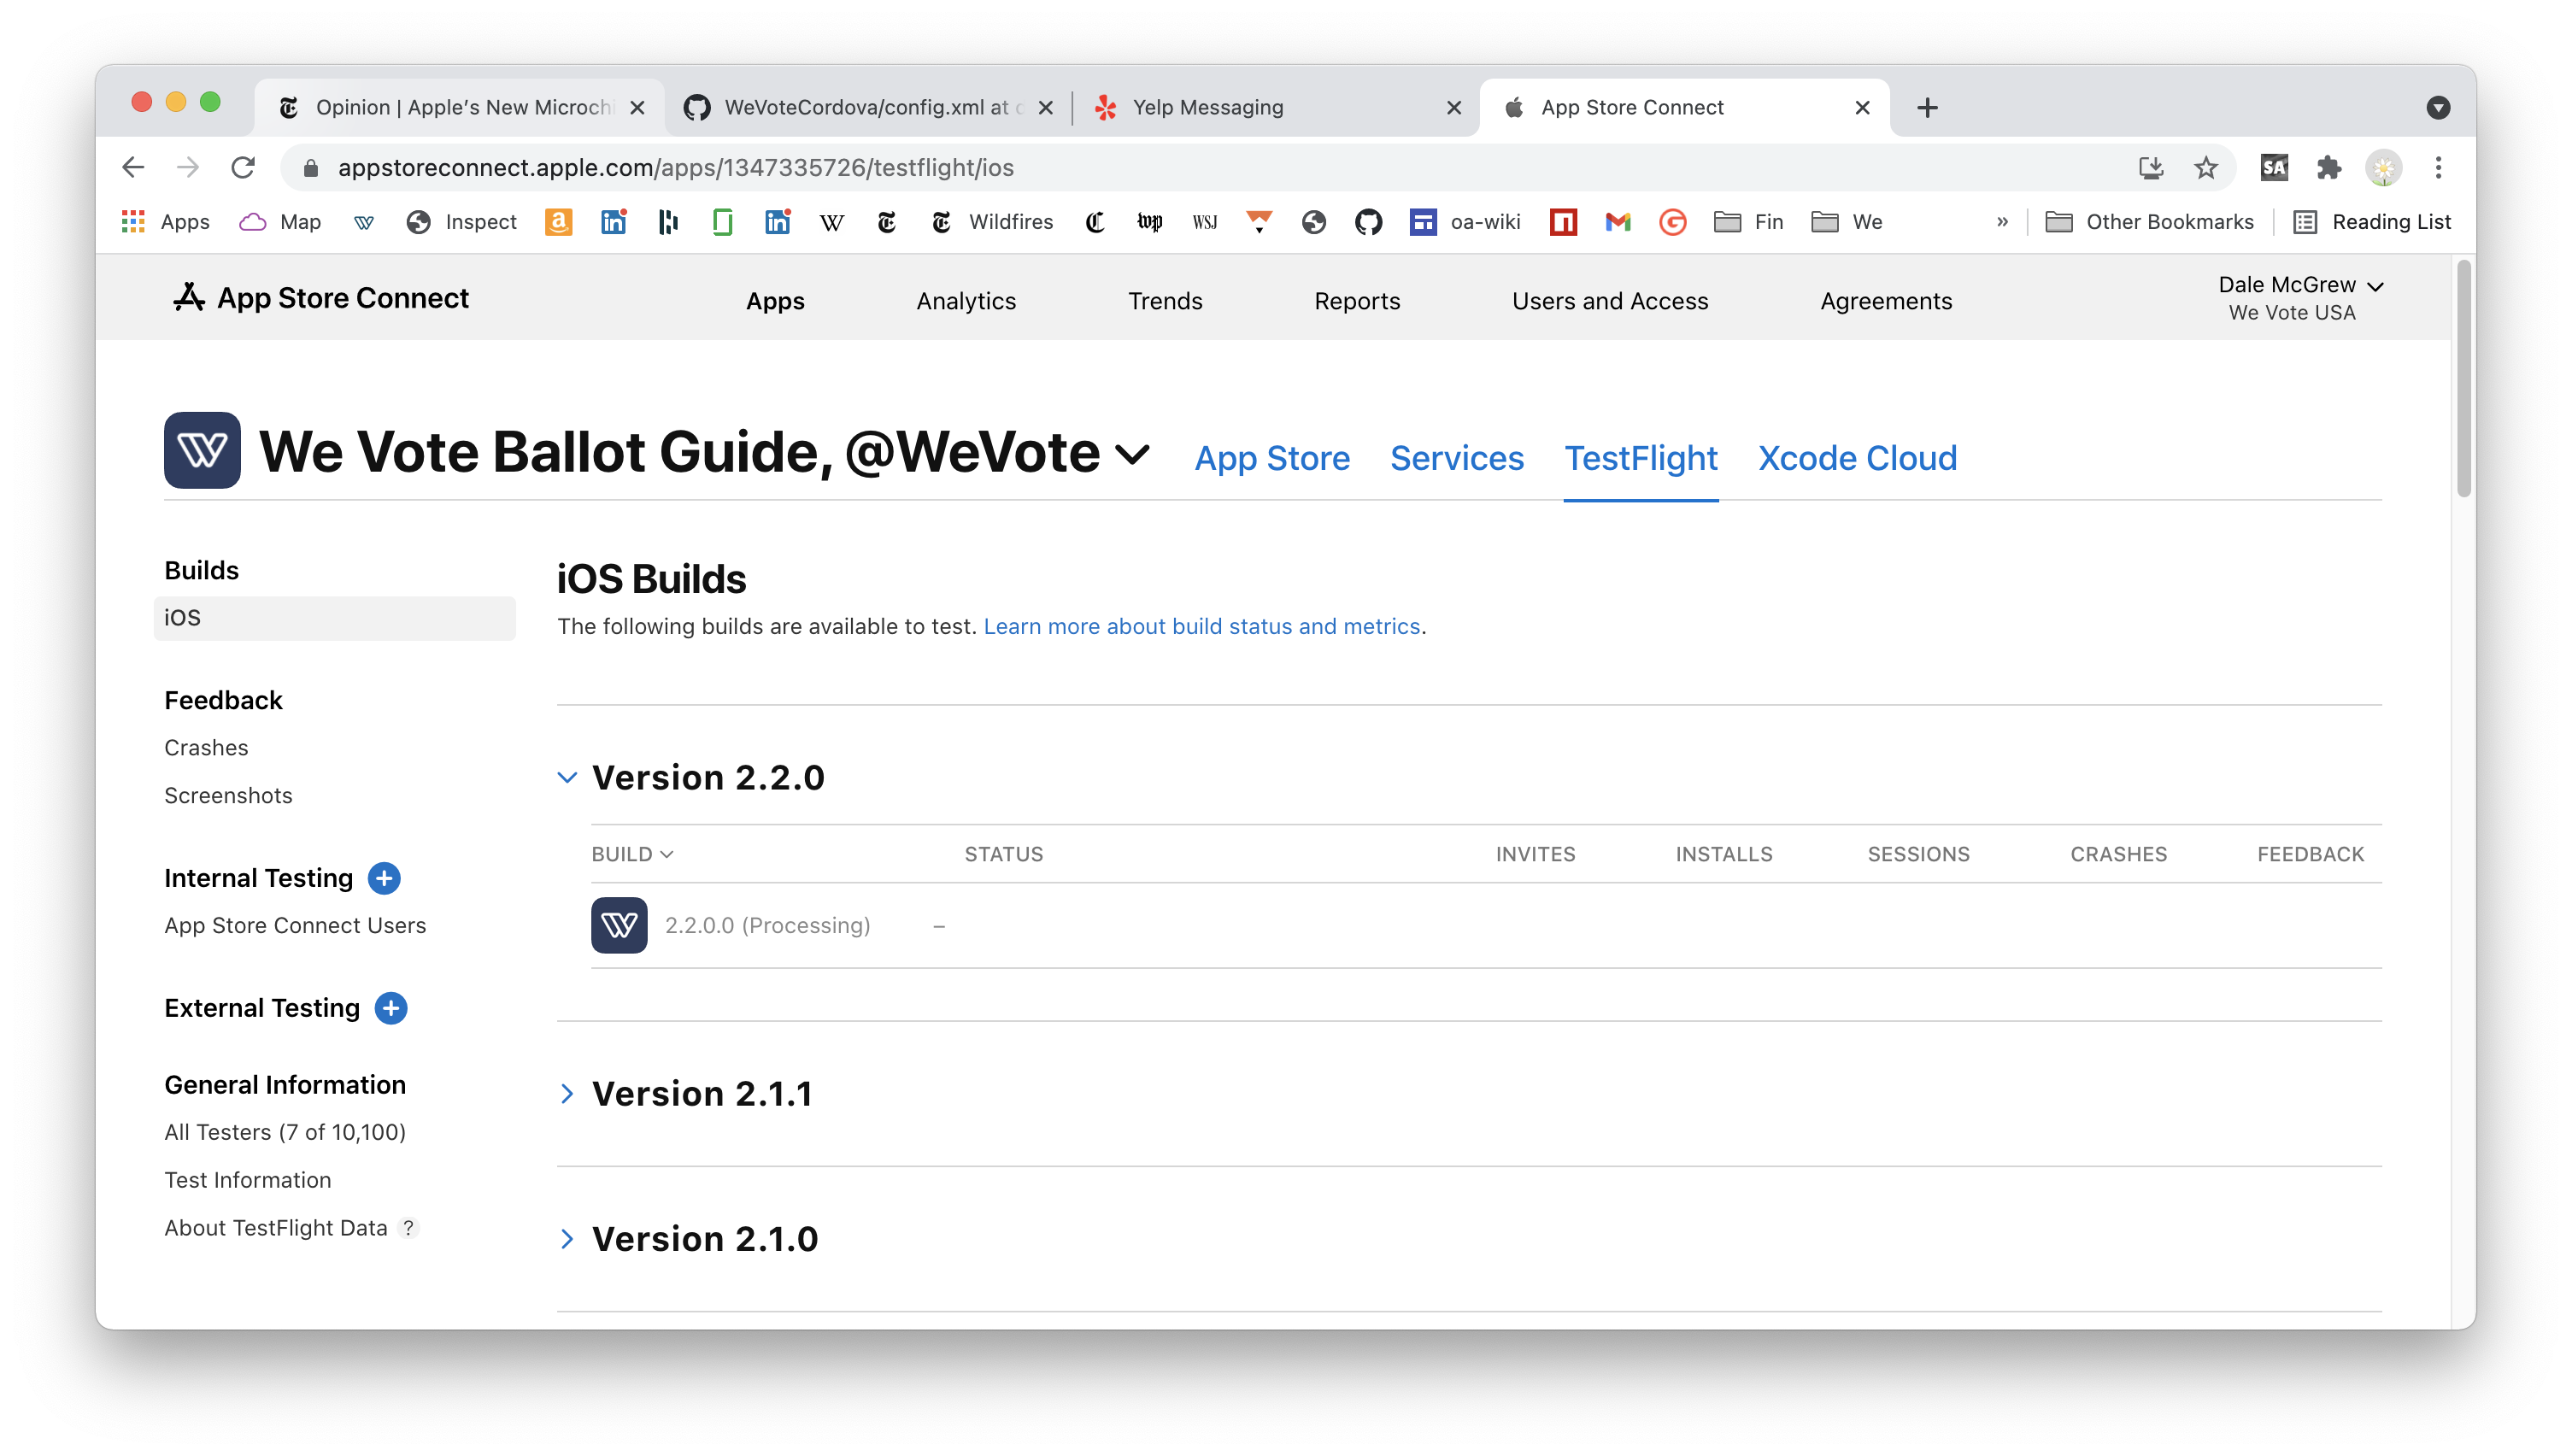 Opinion | Apple's New Microchi
WeVoteCordova/config.xml at d
Yelp Messaging
App Store Connect
appstoreconnect.apple.com/apps/1347335726/testflight/ios
SA
Apps
Map
Inspect
Wildfires
WSJ
oa-wiki
Fin
We
»
Other Bookmarks
Reading List
App Store Connect
Apps
Analytics
Trends
Reports
Users and Access
Agreements
Dale McGrew
We Vote USA
We Vote Ballot Guide, @WeVote
App Store
Services
TestFlight
Xcode Cloud
Builds
iOS
Feedback
Crashes
Screenshots
Internal Testing
App Store Connect Users
External Testing
General Information
All Testers (7 of 10,100)
Test Information
About TestFlight Data ?
iOS Builds
The following builds are available to test. Learn more about build status and metrics.
Version 2.2.0
BUILD STATUS INVITES INSTALLS SESSIONS CRASHES FEEDBACK
2.2.0.0 (Processing) –
Version 2.1.1
Version 2.1.0